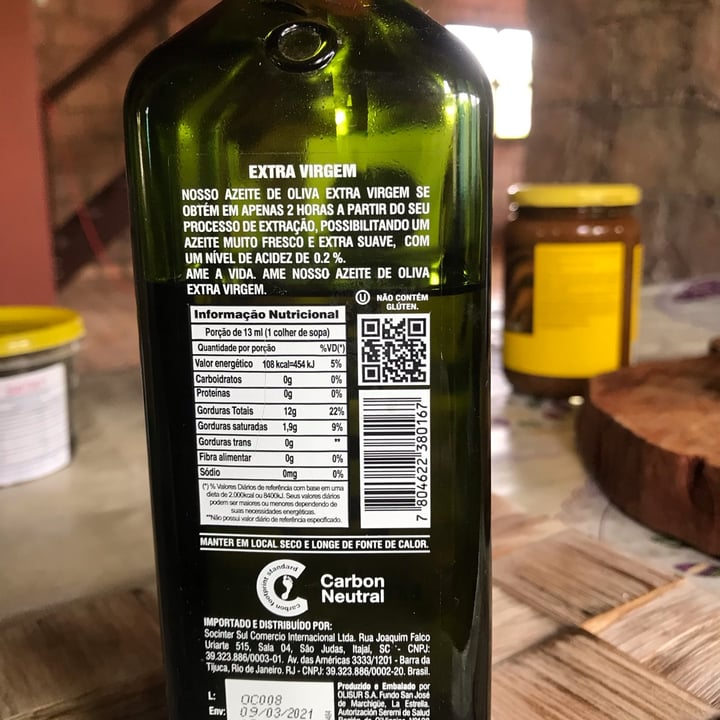 EXTRA VIRGEM
NOSSO AZEITE DE OLIVA EXTRA VIRGEM SE
OBTÉM EM APENAS 2 HORAS A PARTIR DO SEU
PROCESSO DE EXTRAÇÃO, POSSIBILITANDO UM
AZEITE MUITO FRESCO E EXTRA SUAVE, COM
UM NÍVEL DE ACIDEZ DE 0.2 %.
AME A VIDA. AME NOSSO AZEITE DE OLIVA
EXTRA VIRGEM.
U NÃO CONTÉM
GLÚTEN.
Informação Nutricional
Porção de 13 ml (1 colher de sopa)
Quantidade por porção %VD(*)
Valor energético 108 kcal=454 kJ 5%
Carboidratos 0g 0%
Proteínas 0g 0%
Gorduras Totais 12g 22%
Gorduras saturadas 1,9g 9%
Gorduras trans 0g **
Fibra alimentar 0g 0%
Sódio 0mg 0%
(*) % Valores Diários de referência com base em uma
dieta de 2.000kcal ou 8400kJ. Seus valores diários
podem ser maiores ou menores dependendo de
suas necessidades energéticas.
**Não possui valor diário de referência especificado.
7 804622 380167
MANTER EM LOCAL SECO E LONGE DE FONTE DE CALOR.
carbon footprint standard
Carbon
Neutral
IMPORTADO E DISTRIBUÍDO POR:
Socinter Sul Comercio Internacional Ltda. Rua Joaquim Falco
Uriarte 515, Sala 04, São Judas, Itajaí, SC - CNPJ:
39.323.886/0003-01. Av. das Américas 3333/1201 - Barra da
Tijuca, Rio de Janeiro. RJ - CNPJ: 39.323.886/0002-20. Brasil.
L: OC008
Env: 09/03/2021
Produzido e Embalado por
OLISUR S.A. Fundo San José
de Marchigüe, La Estrella.
Autorización Seremi de Salud